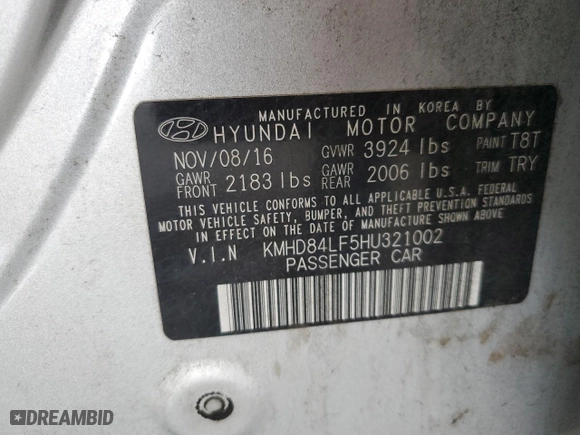 MANUFACTURED IN KOREA BY
HYUNDAI MOTOR COMPANY
NOV/08/16 GVWR 3924 lbs PAINT T8T
GAWR FRONT 2183 lbs GAWR REAR 2006 lbs TRIM TRY
THIS VEHICLE CONFORMS TO ALL APPLICABLE U.S.A. FEDERAL
MOTOR VEHICLE SAFETY, BUMPER, AND THEFT PREVENTION STANDARDS
IN EFFECT ON THE DATE OF MANUFACTURE SHOWN ABOVE.
V.I.N KMHD84LF5HU321002
PASSENGER CAR
DREAMBID